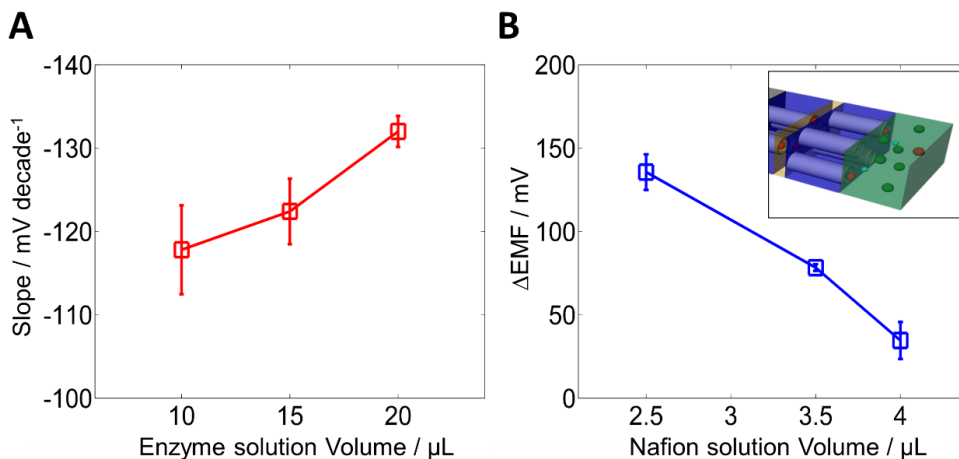 A
B
Slope / mV decade⁻¹
-140
-130
-120
-110
-100
10 15 20
Enzyme solution Volume / µL
ΔEMF / mV
200
150
100
50
0
2.5 3 3.5 4
Nafion solution Volume / µL